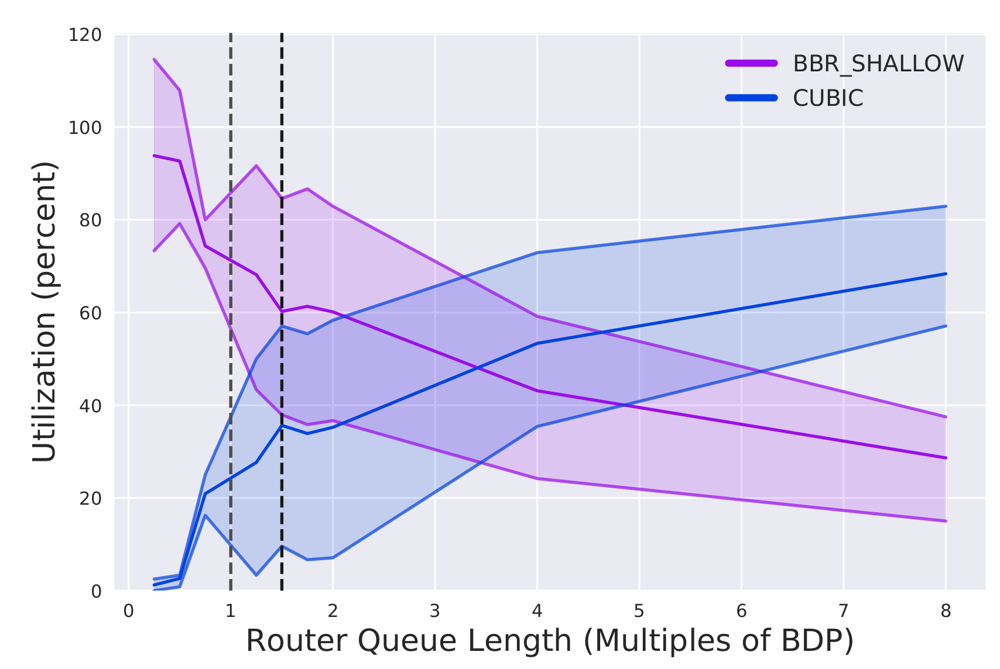 120
100
80
60
40
20
0
Utilization (percent)
BBR_SHALLOW
CUBIC
0 1 2 3 4 5 6 7 8
Router Queue Length (Multiples of BDP)